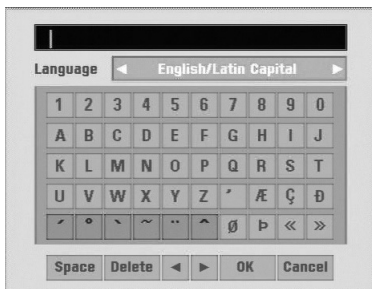 Language ◄ English/Latin Capital ►
1 2 3 4 5 6 7 8 9 0
A B C D E F G H I J
K L M N O P Q R S T
U V W X Y Z ʼ Æ Ç Đ
´ ° ` ~ ¨ ^ Ø Þ « »
Space Delete ◄ ► OK Cancel